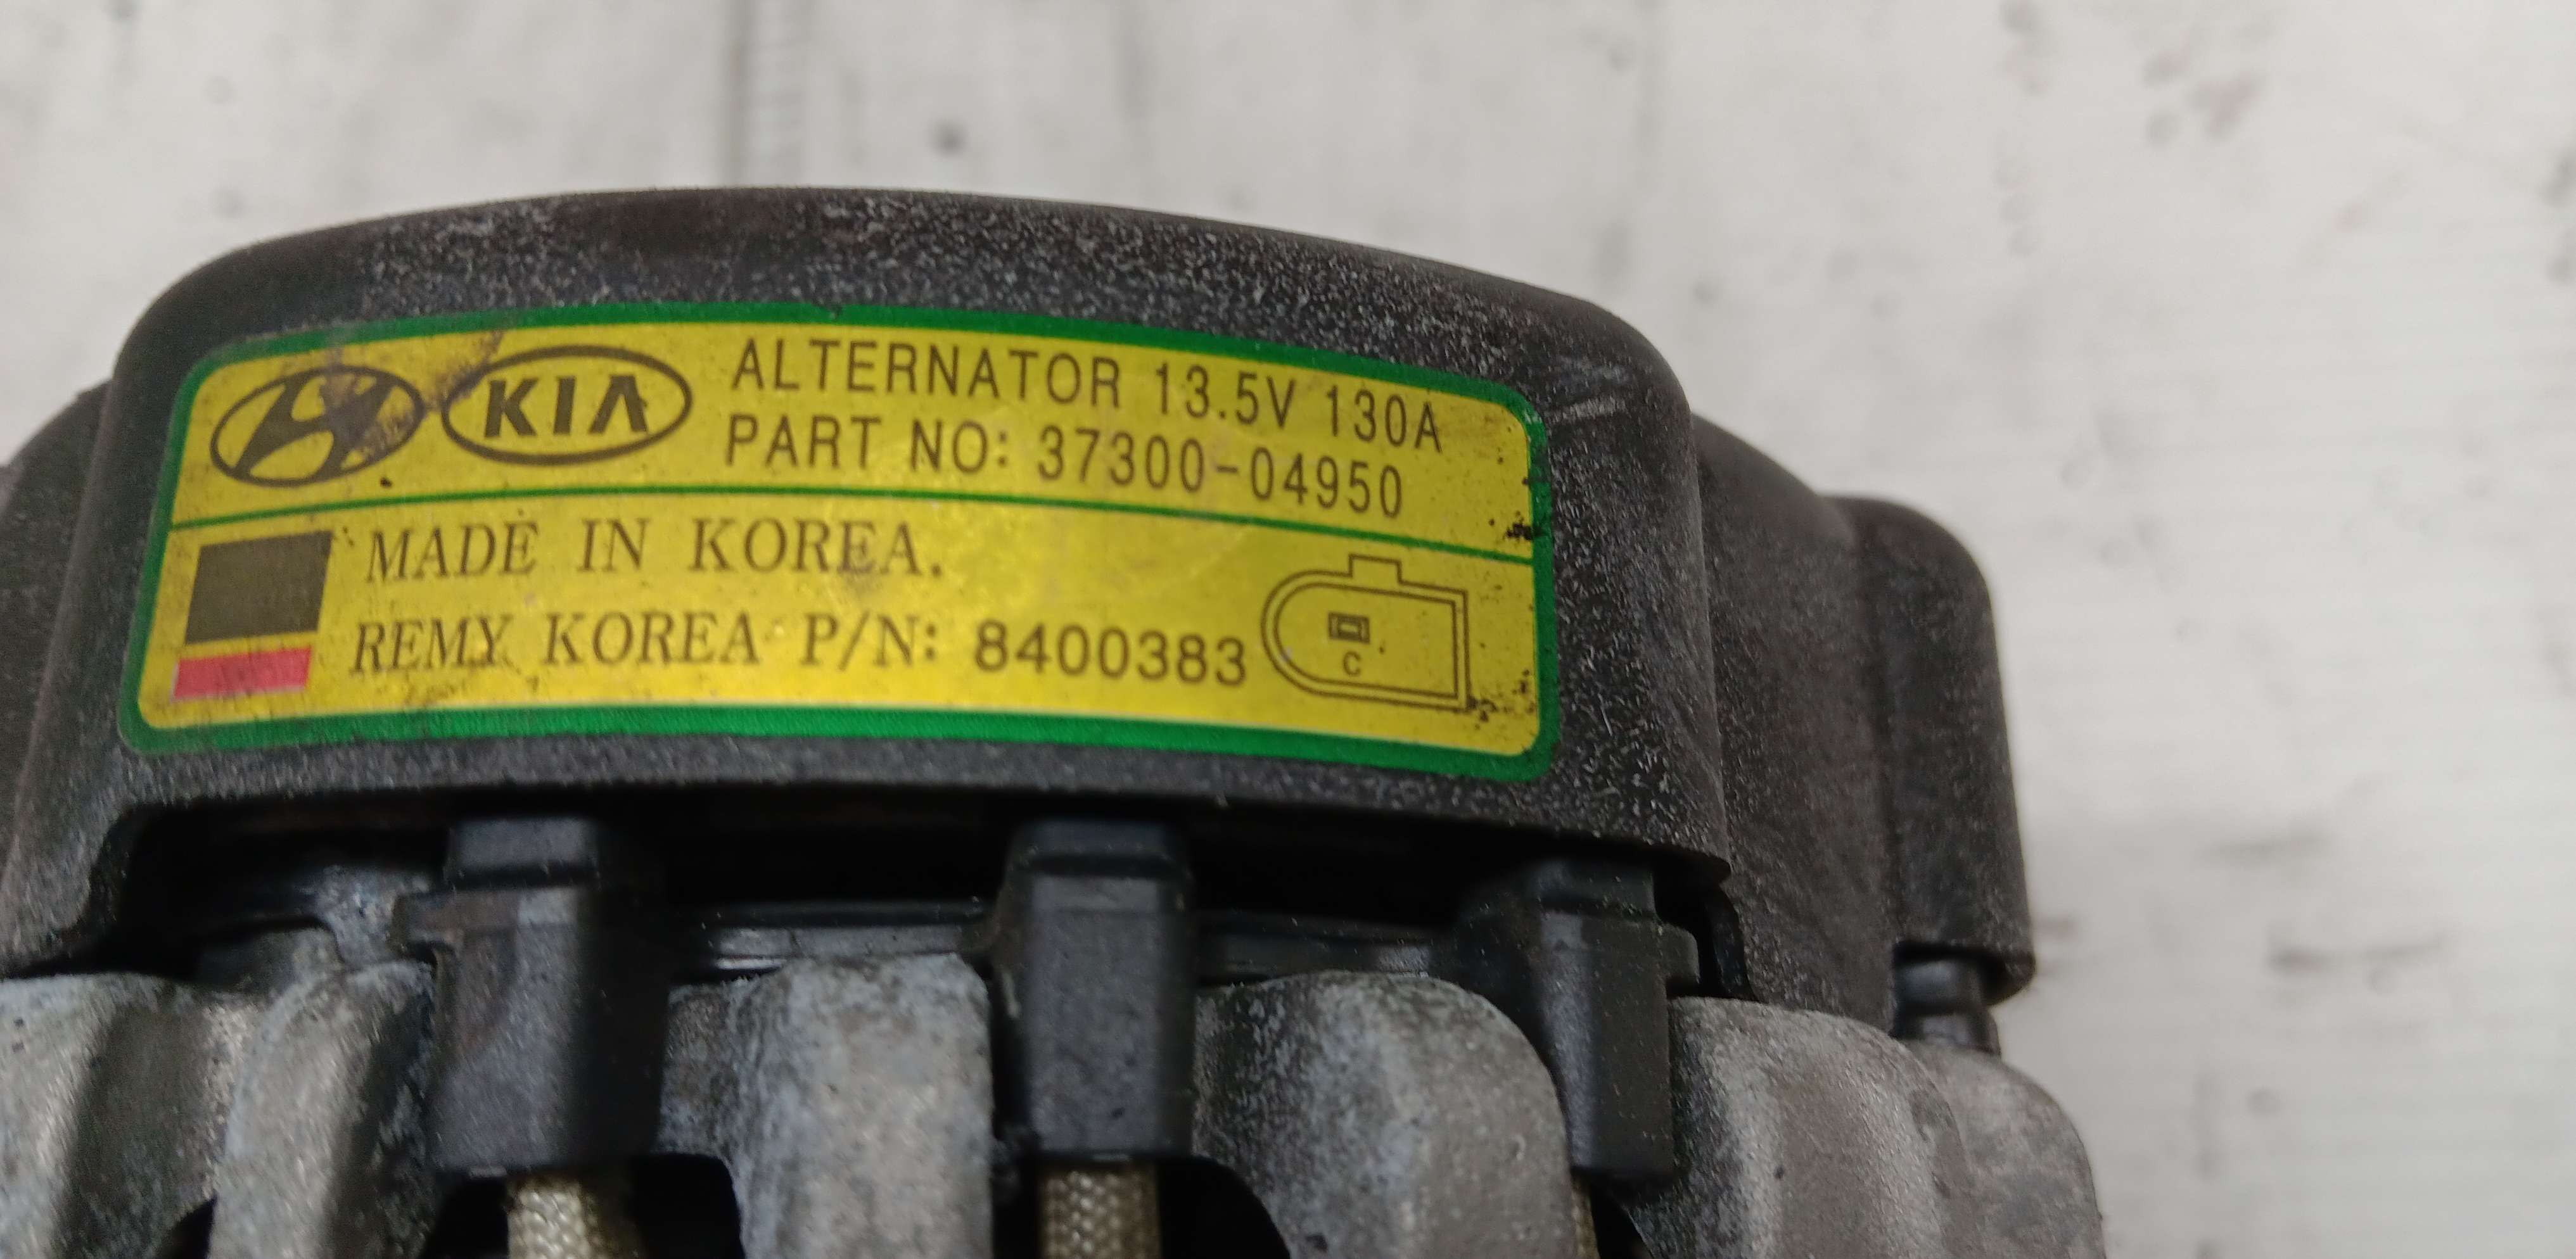 KIA
ALTERNATOR 13.5V 130A
PART NO: 37300-04950
MADE IN KOREA.
REMY KOREA P/N: 8400383
C